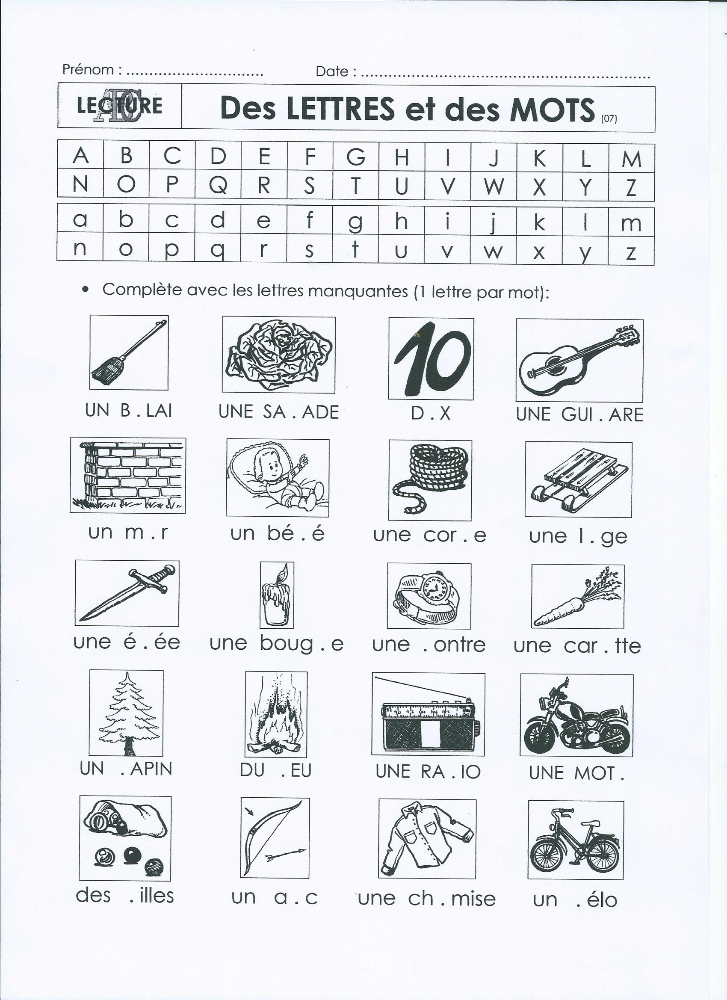 Prénom : .............................. Date : ................................................................
LECTURE
ABC
Des LETTRES et des MOTS (07)
A B C D E F G H I J K L M
N O P Q R S T U V W X Y Z
a b c d e f g h i j k l m
n o p q r s t u v w x y z
• Complète avec les lettres manquantes (1 lettre par mot):
10
UN B . LAI UNE SA . ADE D . X UNE GUI . ARE
un m . r un bé . é une cor . e une l . ge
une é . ée une boug . e une . ontre une car . tte
UN . APIN DU . EU UNE RA . IO UNE MOT .
des . illes un a . c une ch . mise un . élo